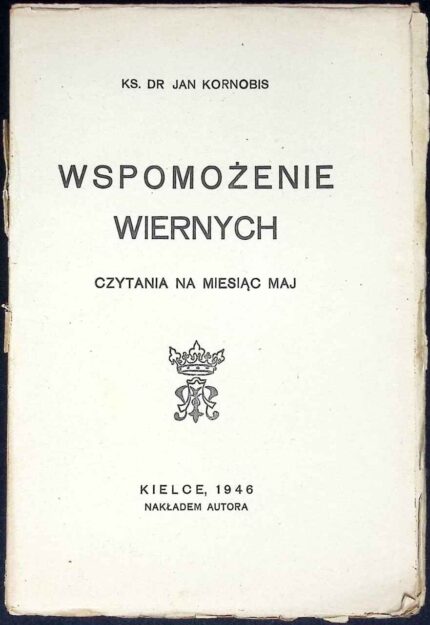 KS. DR JAN KORNOBIS
WSPOMOŻENIE
WIERNYCH
CZYTANIA NA MIESIĄC MAJ
KIELCE, 1946
NAKŁADEM AUTORA